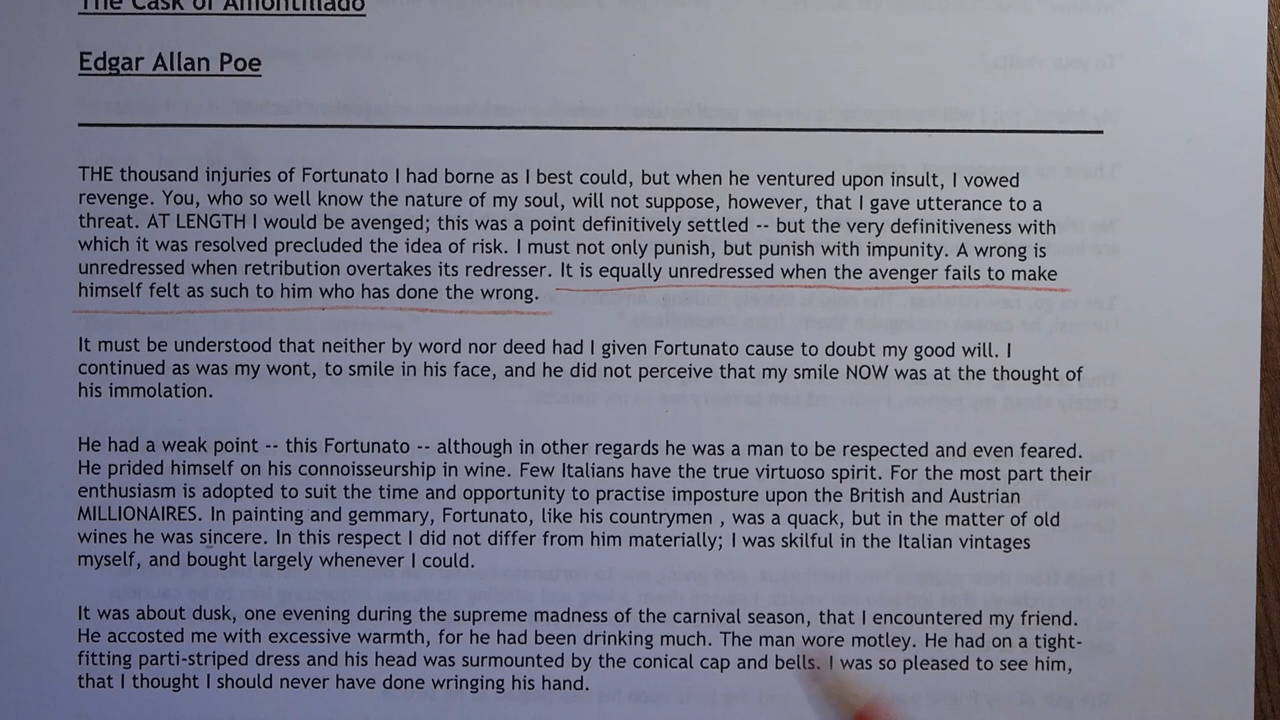 The Cask of Amontillado
Edgar Allan Poe
THE thousand injuries of Fortunato I had borne as I best could, but when he ventured upon insult, I vowed
revenge. You, who so well know the nature of my soul, will not suppose, however, that I gave utterance to a
threat. AT LENGTH I would be avenged; this was a point definitively settled -- but the very definitiveness with
which it was resolved precluded the idea of risk. I must not only punish, but punish with impunity. A wrong is
unredressed when retribution overtakes its redresser. It is equally unredressed when the avenger fails to make
himself felt as such to him who has done the wrong.
It must be understood that neither by word nor deed had I given Fortunato cause to doubt my good will. I
continued as was my wont, to smile in his face, and he did not perceive that my smile NOW was at the thought of
his immolation.
He had a weak point -- this Fortunato -- although in other regards he was a man to be respected and even feared.
He prided himself on his connoisseurship in wine. Few Italians have the true virtuoso spirit. For the most part their
enthusiasm is adopted to suit the time and opportunity to practise imposture upon the British and Austrian
MILLIONAIRES. In painting and gemmary, Fortunato, like his countrymen , was a quack, but in the matter of old
wines he was sincere. In this respect I did not differ from him materially; I was skilful in the Italian vintages
myself, and bought largely whenever I could.
It was about dusk, one evening during the supreme madness of the carnival season, that I encountered my friend.
He accosted me with excessive warmth, for he had been drinking much. The man wore motley. He had on a tight-
fitting parti-striped dress and his head was surmounted by the conical cap and bells. I was so pleased to see him,
that I thought I should never have done wringing his hand.